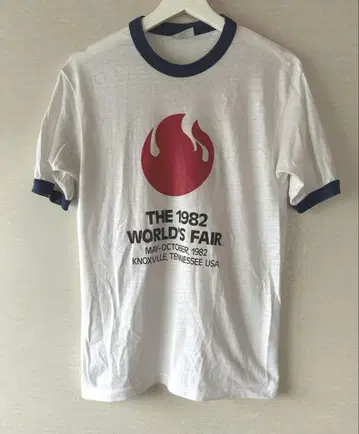 THE 1982
WORLD'S FAIR
MAY-OCTOBER, 1982
KNOXVILLE, TENNESSEE USA